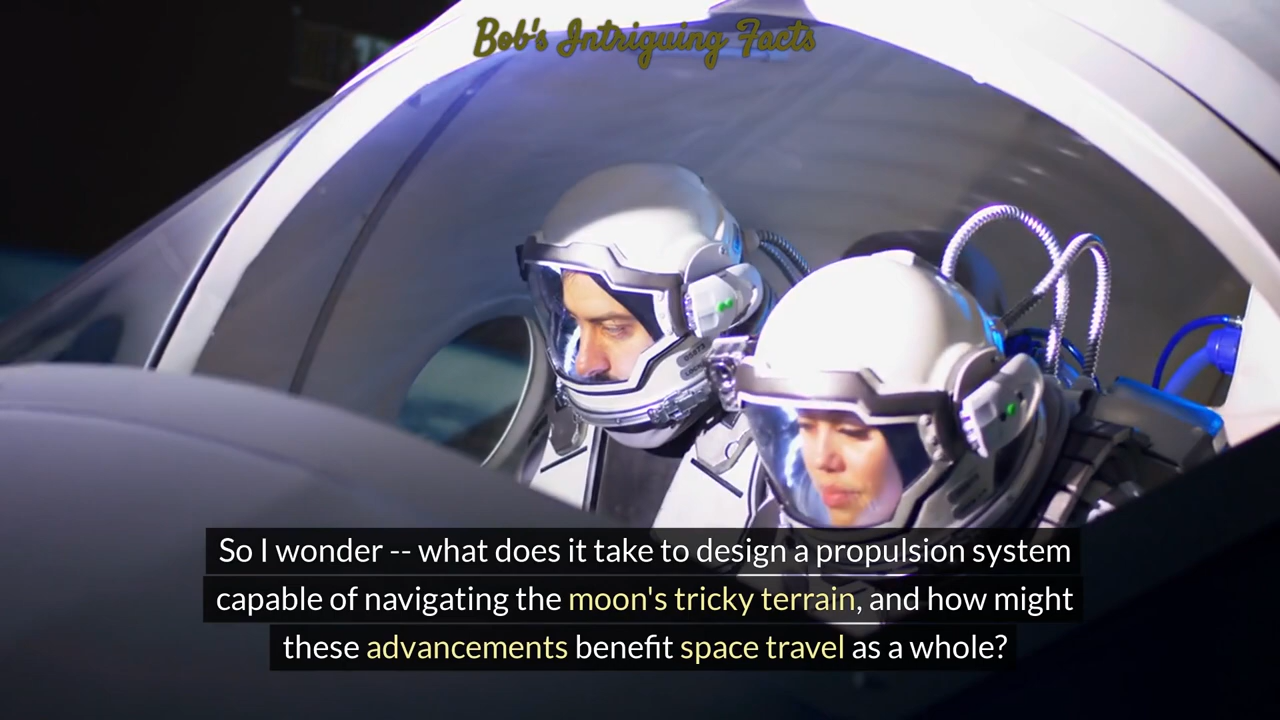 Bob's Intriguing Facts
So I wonder -- what does it take to design a propulsion system
capable of navigating the moon's tricky terrain, and how might
these advancements benefit space travel as a whole?